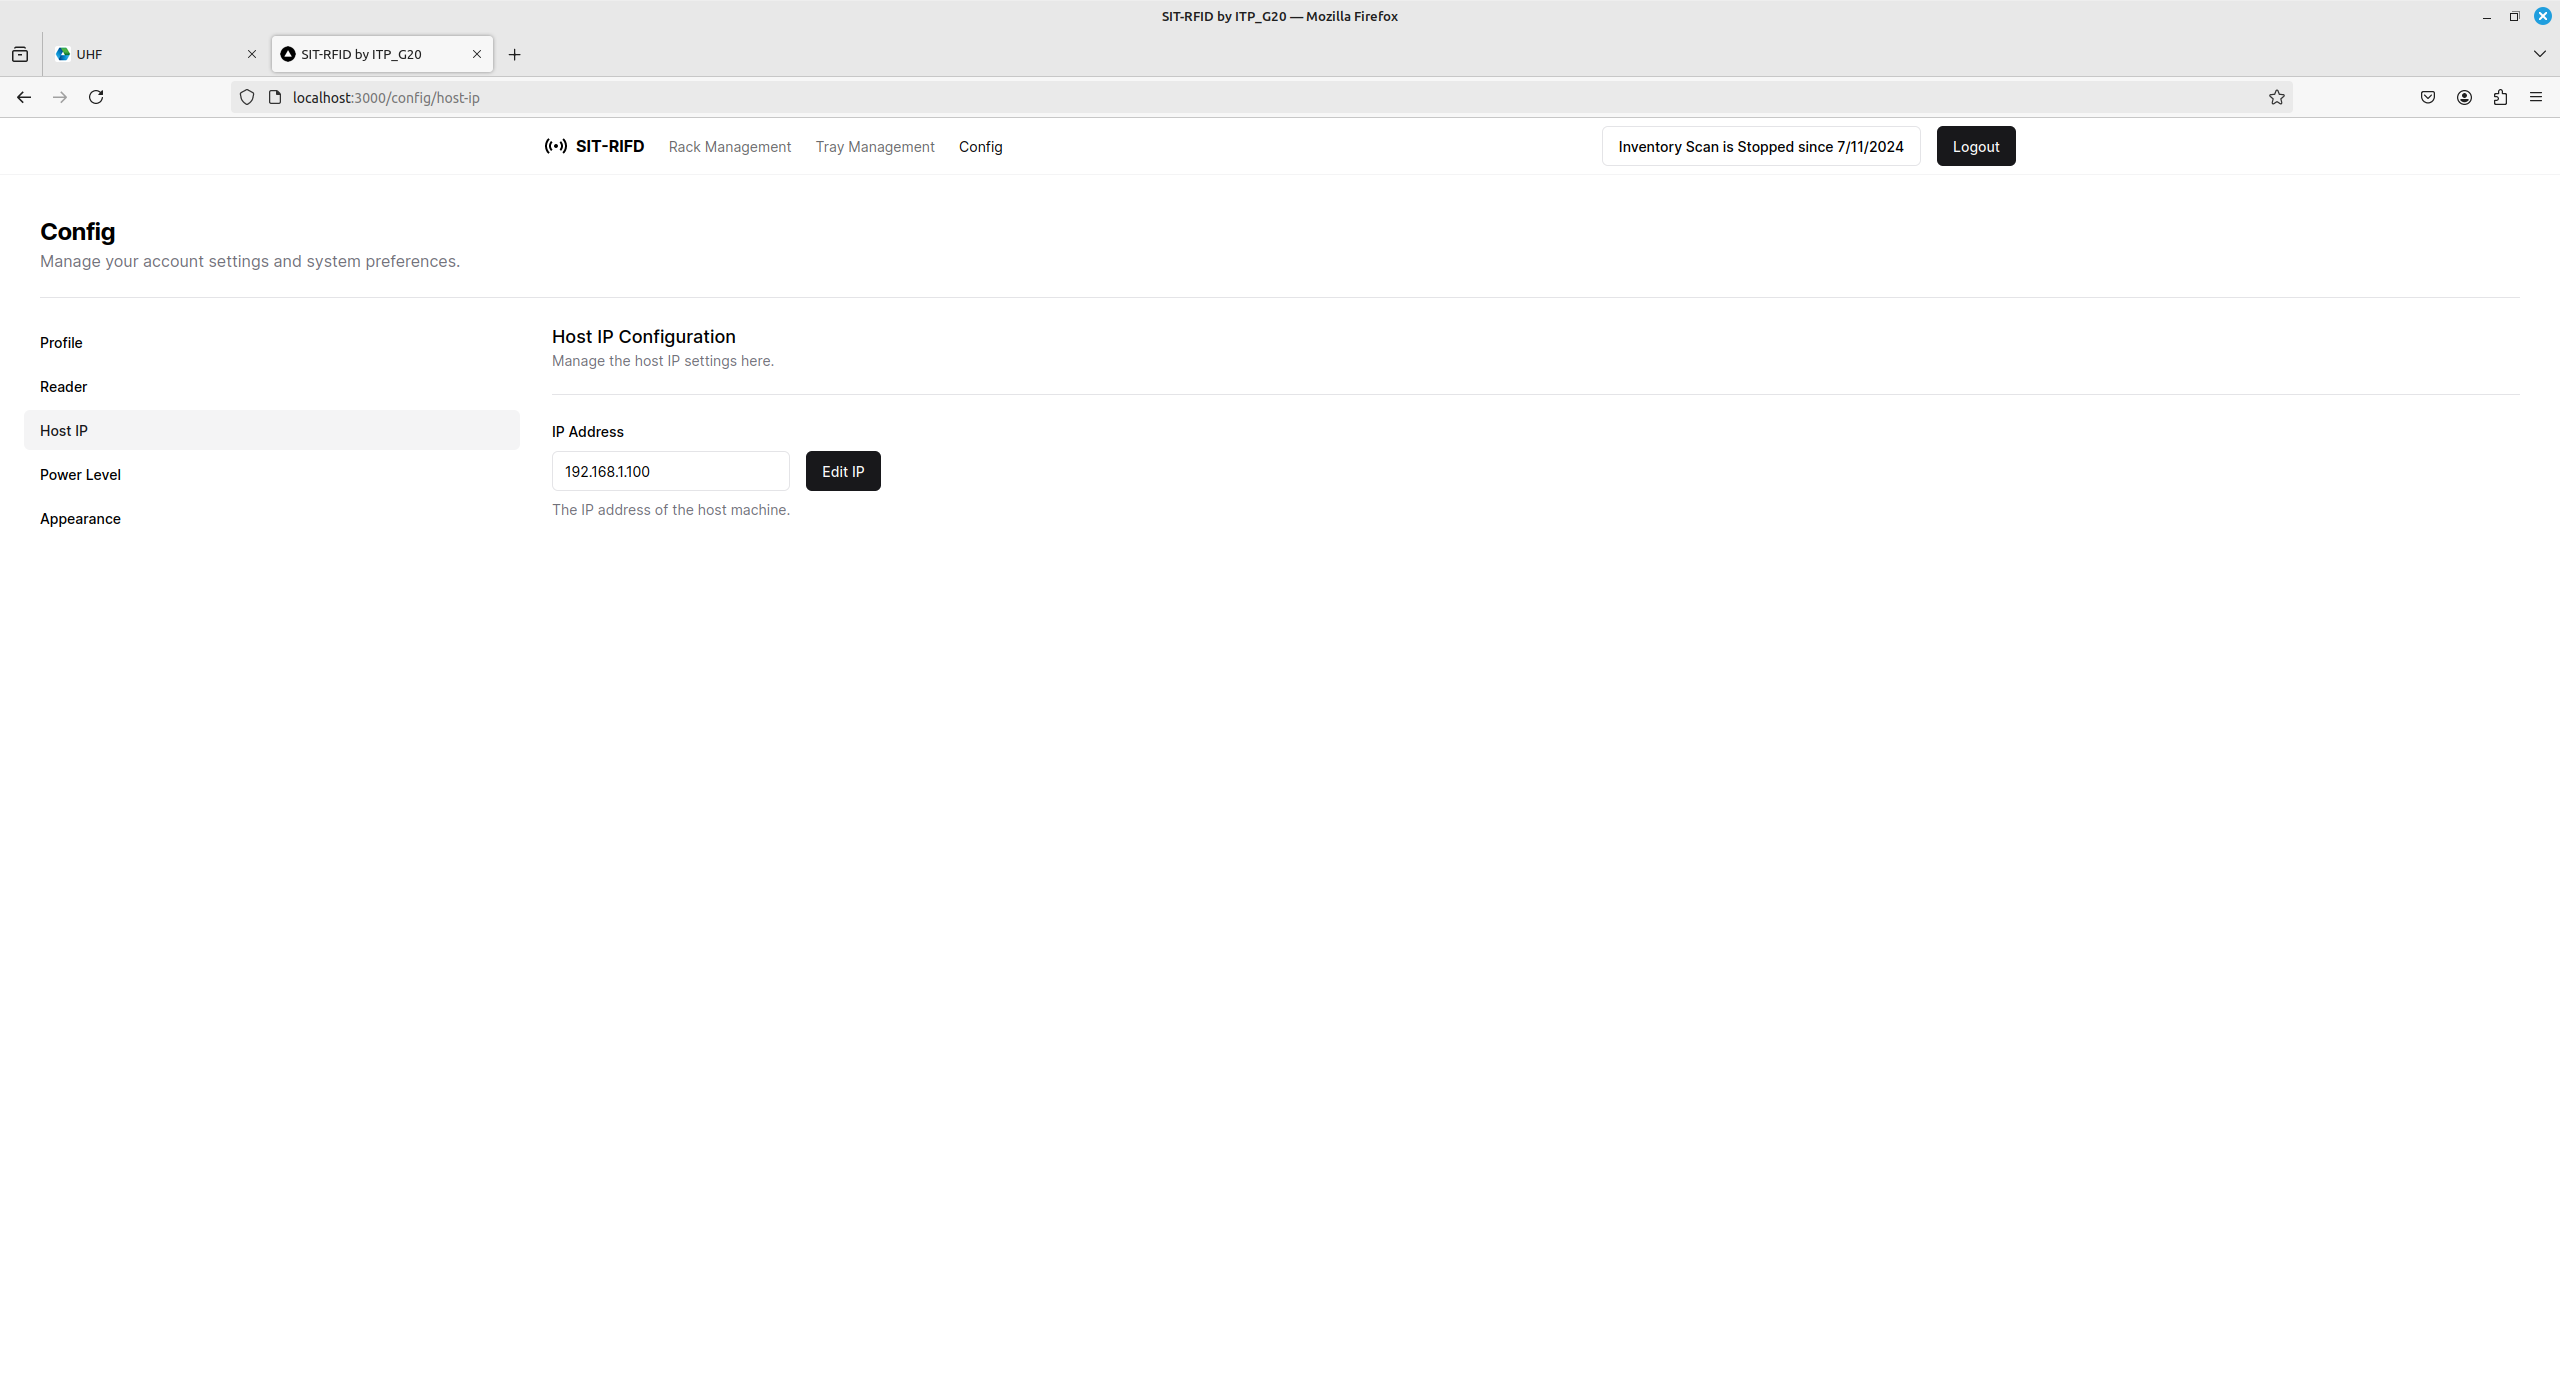 SIT-RFID by ITP_G20 — Mozilla Firefox
UHF
SIT-RFID by ITP_G20
localhost:3000/config/host-ip
SIT-RIFD
Rack Management
Tray Management
Config
Inventory Scan is Stopped since 7/11/2024
Logout
Config
Manage your account settings and system preferences.
Profile
Reader
Host IP
Power Level
Appearance
Host IP Configuration
Manage the host IP settings here.
IP Address
192.168.1.100
Edit IP
The IP address of the host machine.